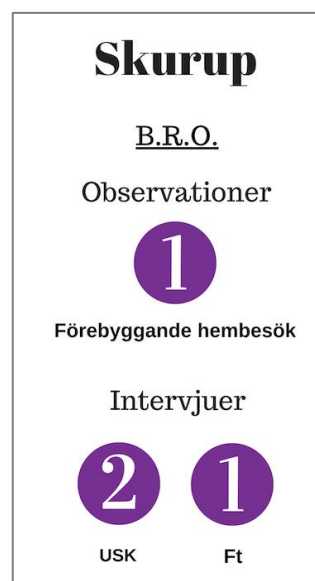 Skurup
B.R.O.
Observationer
1
Förebyggande hembesök
Intervjuer
2 1
USK Ft